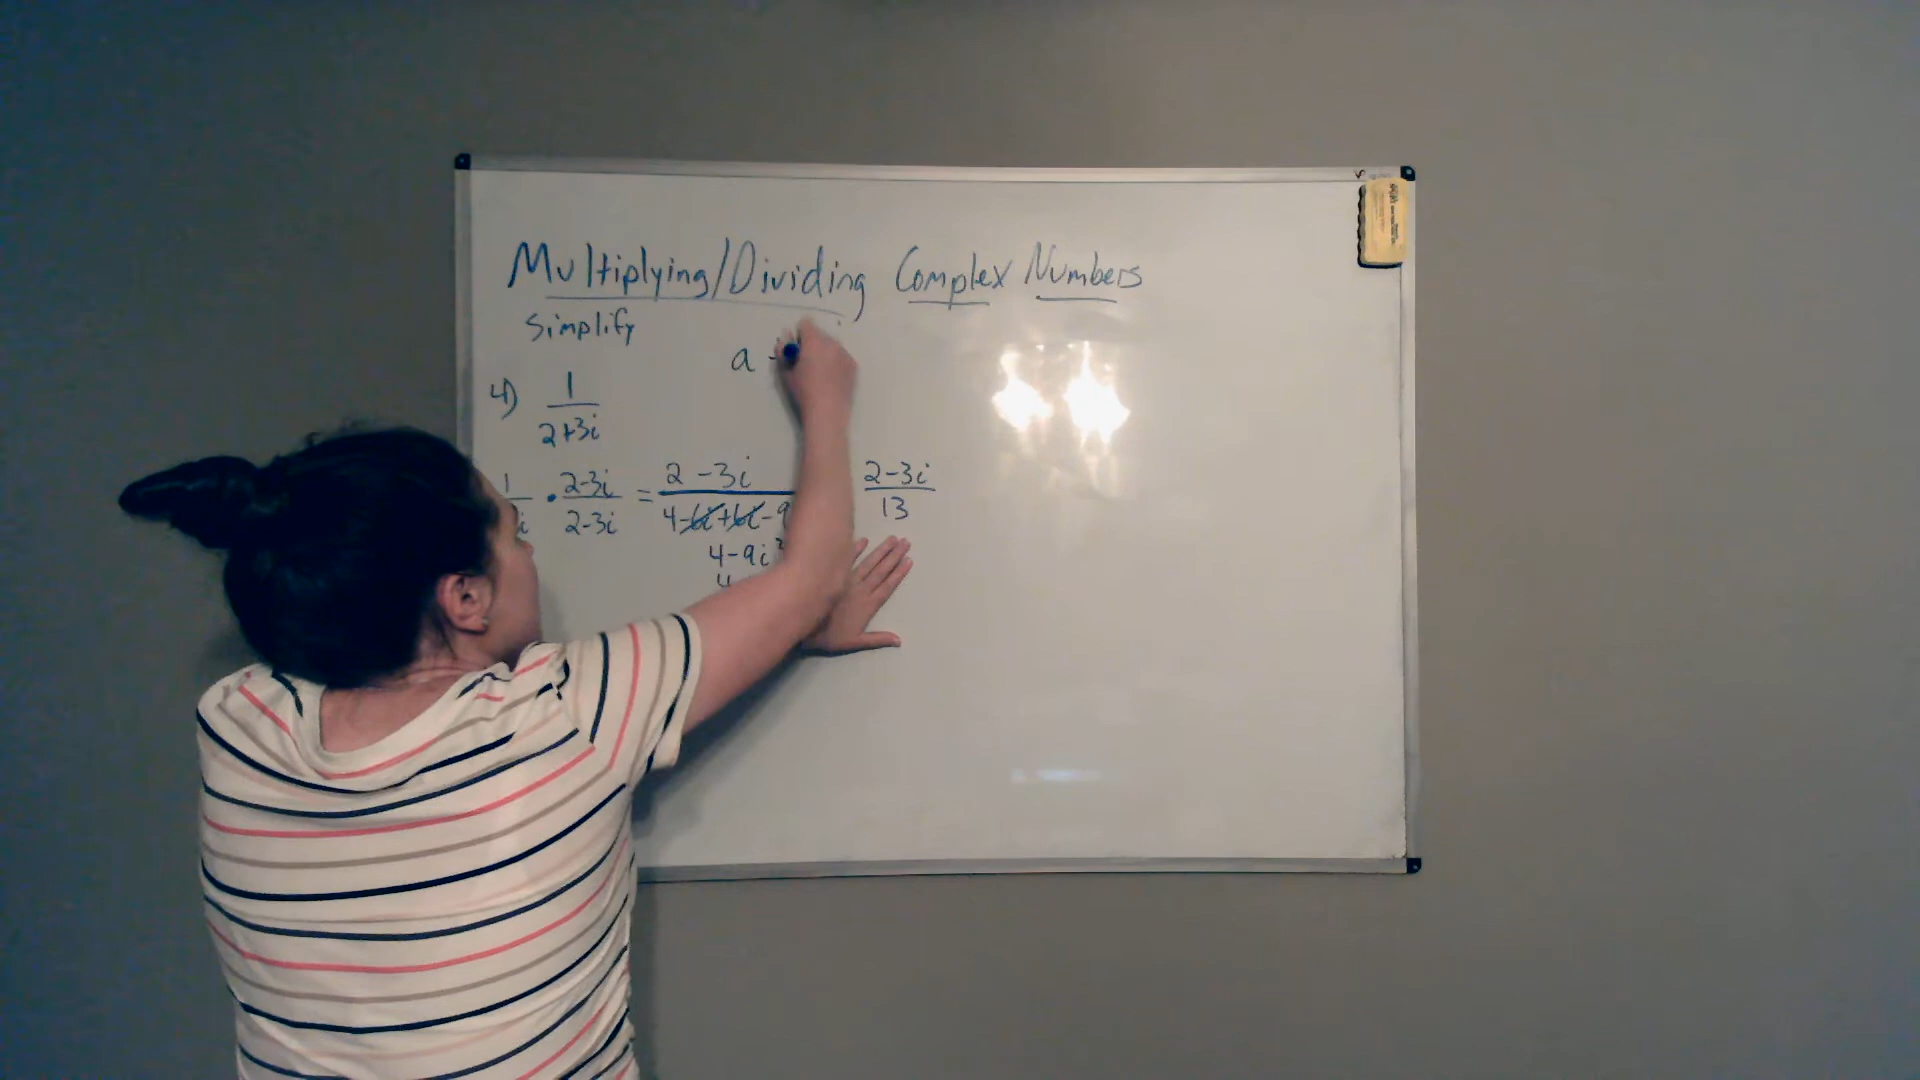 Multiplying/Dividing Complex Numbers
Simplify
a
4) 1
2+3i
1 • 2-3i = 2 -3i 2-3i
i 2-3i 4-6i+6i-9 13
4-9i²
4